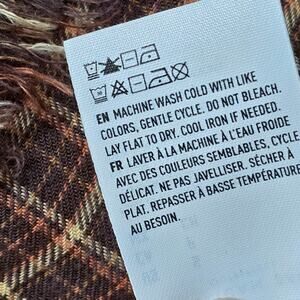 EN MACHINE WASH COLD WITH LIKE
COLORS, GENTLE CYCLE. DO NOT BLEACH.
LAY FLAT TO DRY. COOL IRON IF NEEDED.
FR LAVER À LA MACHINE À L'EAU FROIDE
AVEC DES COULEURS SEMBLABLES, CYCLE
DÉLICAT. NE PAS JAVELLISER. SÉCHER À
PLAT. REPASSER À BASSE TEMPÉRATURE
AU BESOIN.